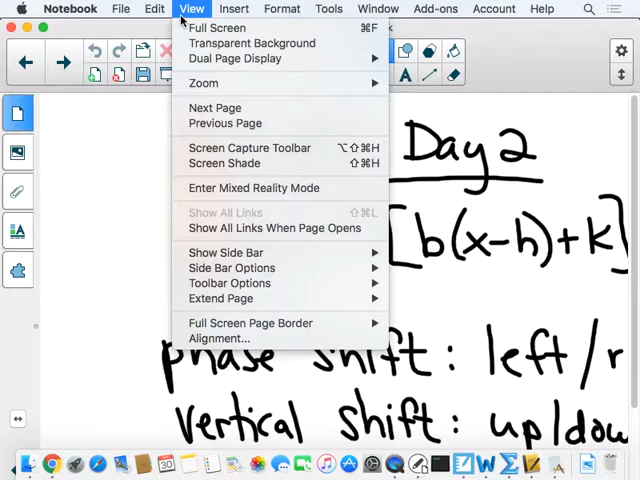 Notebook File Edit View Insert Format Tools Window Add-ons Account Help
Full Screen ⌘F
Transparent Background
Dual Page Display
Zoom
Next Page
Previous Page
Screen Capture Toolbar ⌥⇧⌘H
Screen Shade ⇧⌘H
Enter Mixed Reality Mode
Show All Links ⇧⌘L
Show All Links When Page Opens
Show Side Bar
Side Bar Options
Toolbar Options
Extend Page
Full Screen Page Border
Alignment...
Day 2
[b(x-h)+k]
phase shift: left/r
vertical shift: up/dow
30